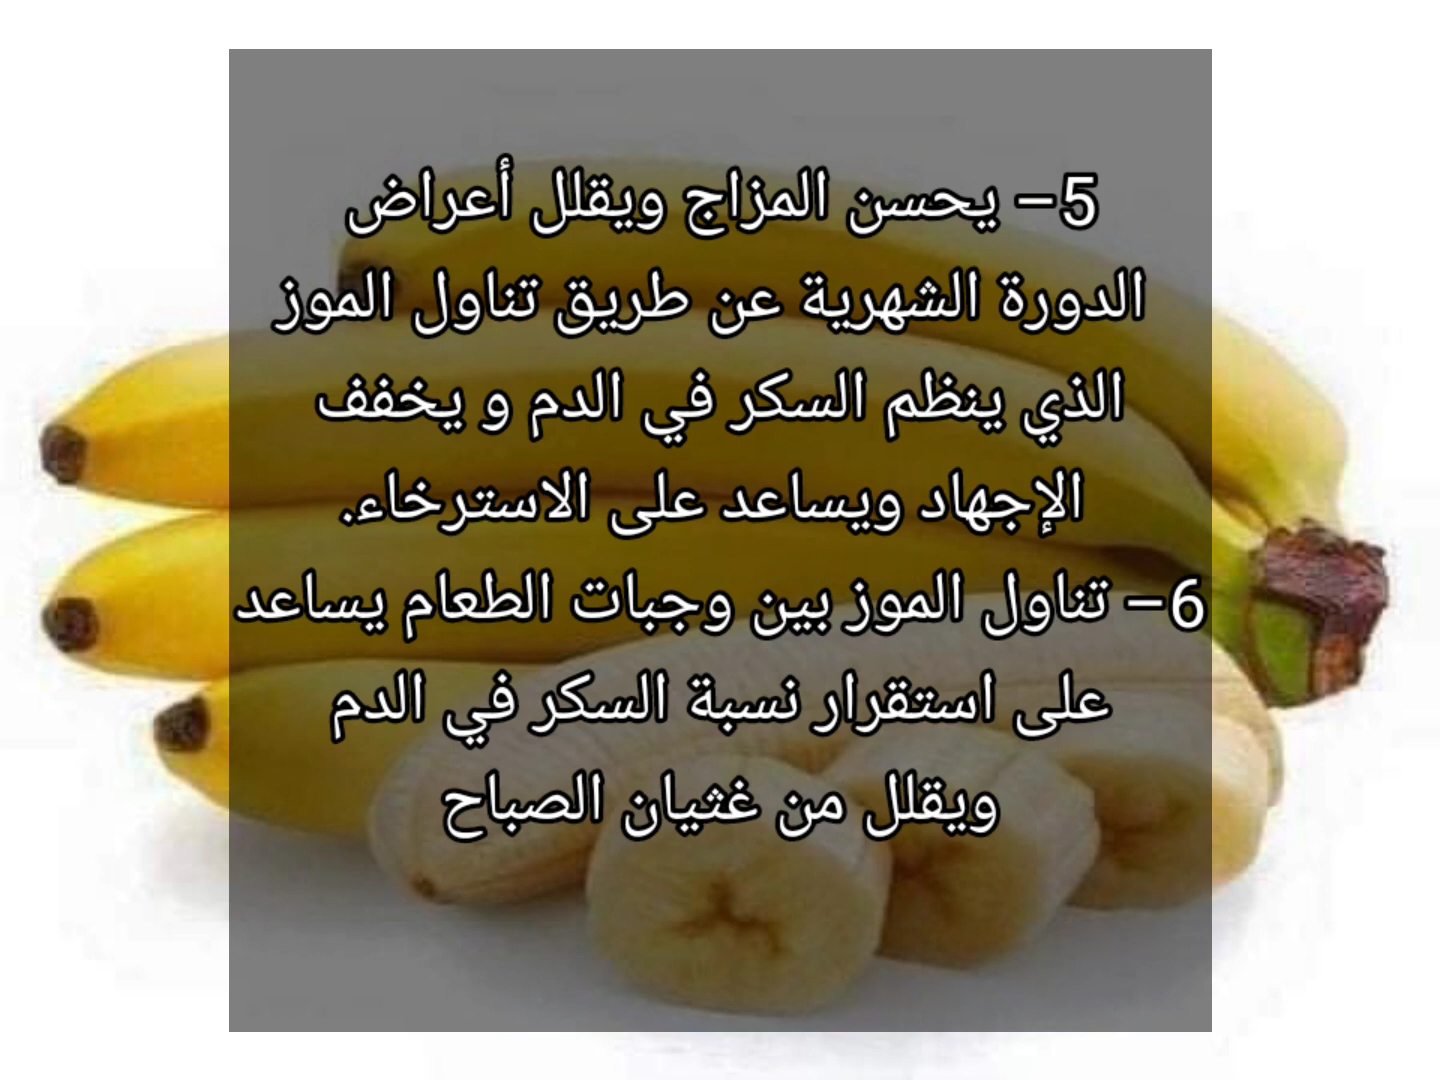 5– يحسن المزاج ويقلل أعراض
الدورة الشهرية عن طريق تناول الموز
الذي ينظم السكر في الدم و يخفف
الإجهاد ويساعد على الاسترخاء.
6– تناول الموز بين وجبات الطعام يساعد
على استقرار نسبة السكر في الدم
ويقلل من غثيان الصباح